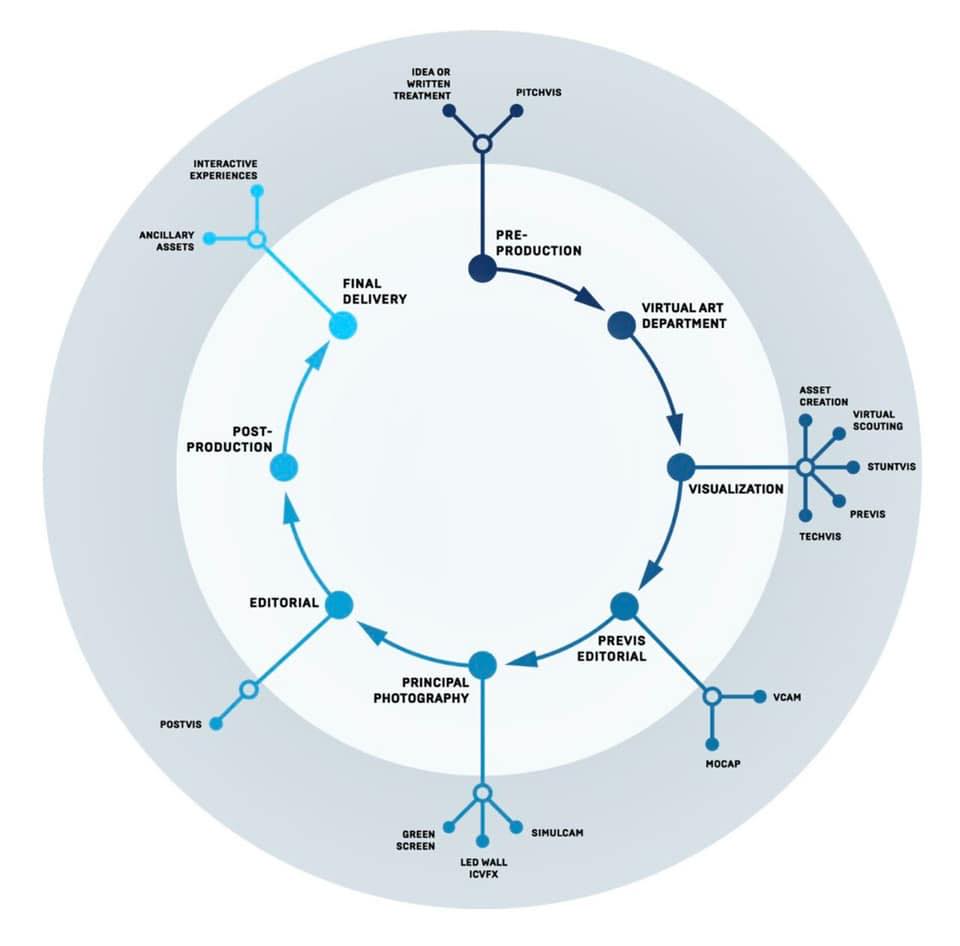 IDEA OR
WRITTEN
TREATMENT
PITCHVIS
INTERACTIVE
EXPERIENCES
ANCILLARY
ASSETS
PRE-
PRODUCTION
FINAL
DELIVERY
VIRTUAL ART
DEPARTMENT
ASSET
CREATION
VIRTUAL
SCOUTING
STUNTVIS
PREVIS
TECHVIS
VISUALIZATION
POST-
PRODUCTION
EDITORIAL
PREVIS
EDITORIAL
PRINCIPAL
PHOTOGRAPHY
VCAM
MOCAP
POSTVIS
GREEN
SCREEN
SIMULCAM
LED WALL
ICVFX